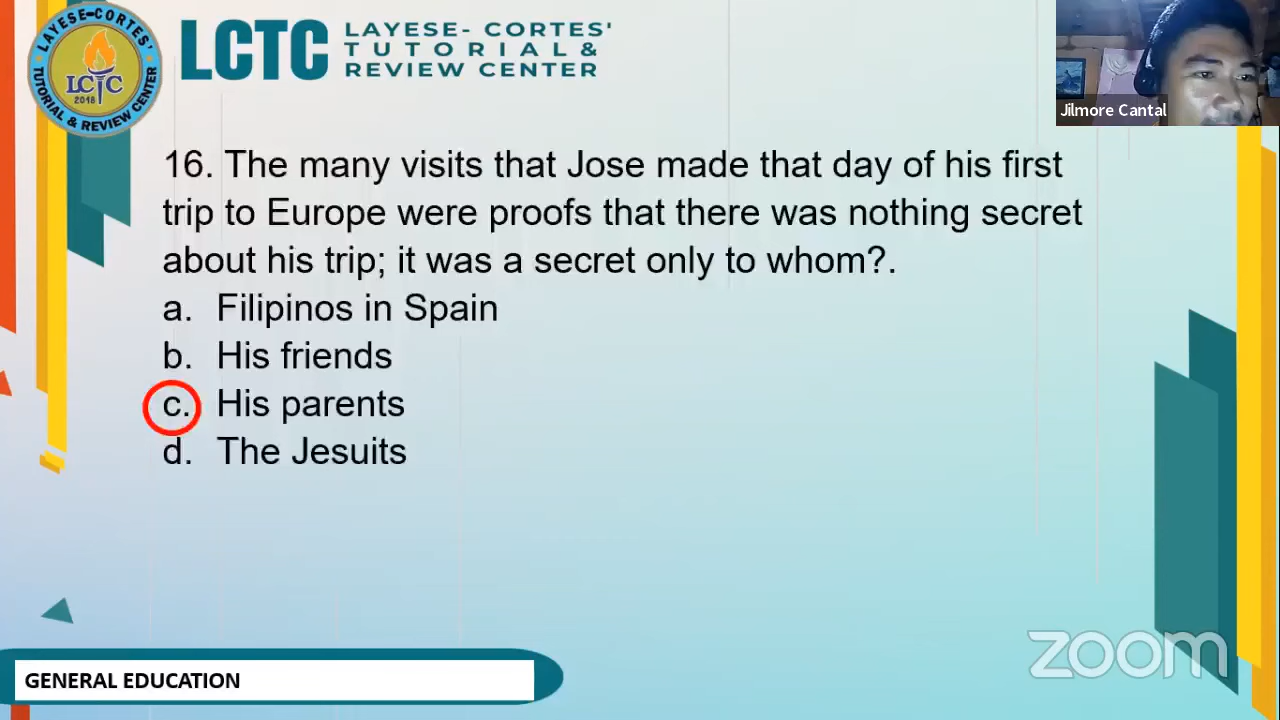 LAYESE-CORTES'
TUTORIAL & REVIEW CENTER
LCTC
2018
LCTC
LAYESE- CORTES'
TUTORIAL &
REVIEW CENTER
Jilmore Cantal
16. The many visits that Jose made that day of his first
trip to Europe were proofs that there was nothing secret
about his trip; it was a secret only to whom?.
a. Filipinos in Spain
b. His friends
c. His parents
d. The Jesuits
zoom
GENERAL EDUCATION